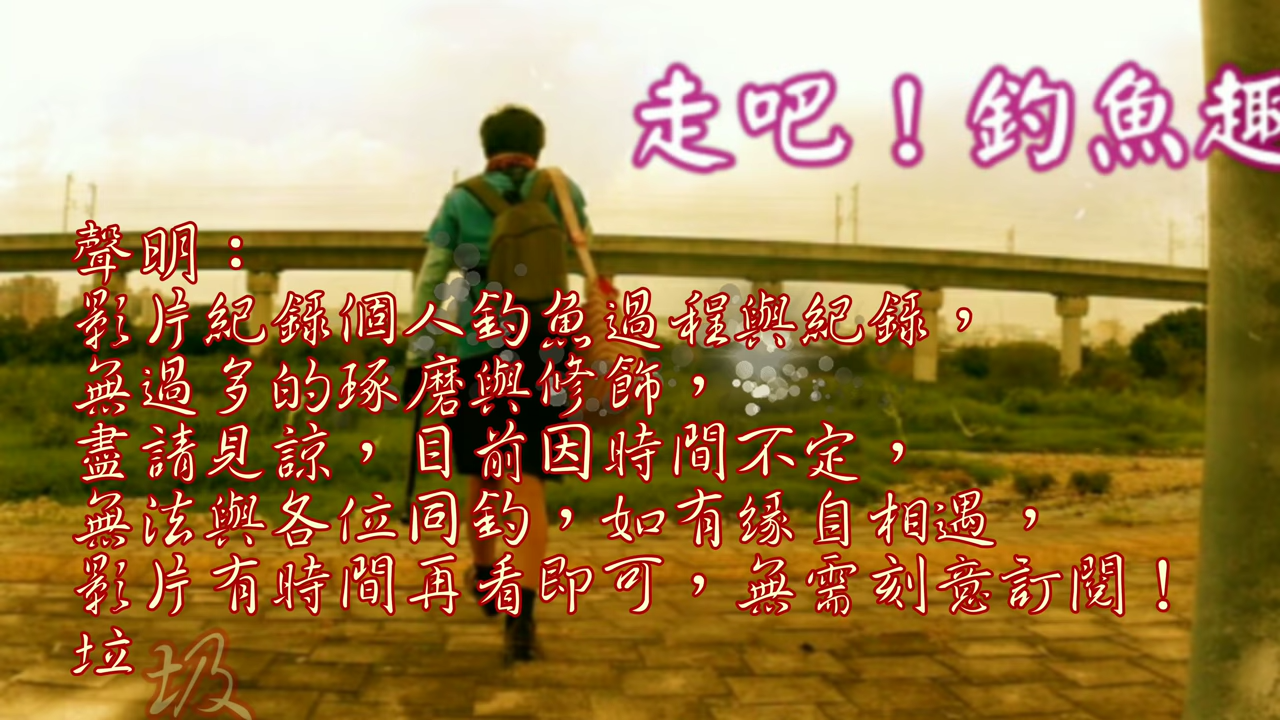 走吧！釣魚趣
聲明：
影片紀錄個人釣魚過程與紀錄，
無過多的琢磨與修飾，
盡請見諒，目前因時間不定，
無法與各位同釣，如有緣自相遇，
影片有時間再看即可，無需刻意訂閱！
垃圾